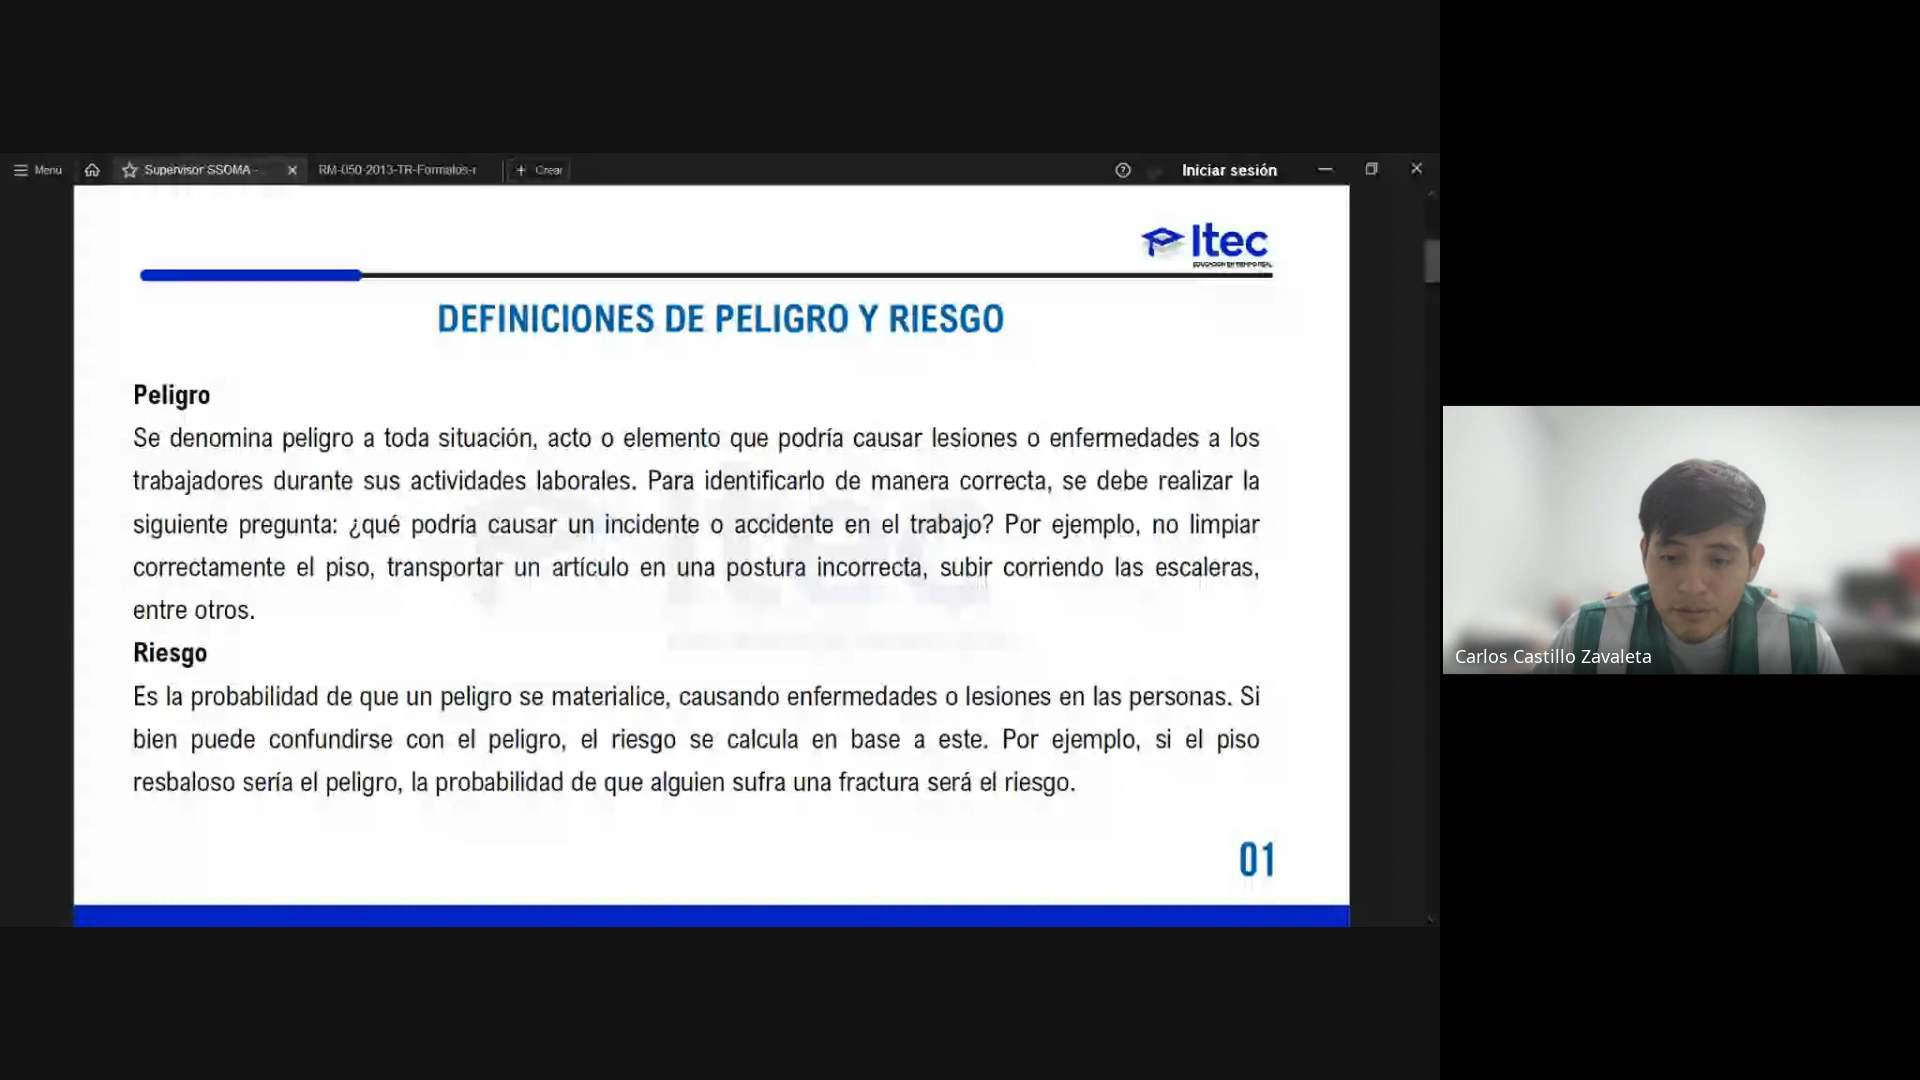 Menu
Supervisor SSOMA -
RM-050-2013-TR-Formatos-r
Crear
Iniciar sesión
Itec
EDUCACIÓN EN TIEMPO REAL
DEFINICIONES DE PELIGRO Y RIESGO
Peligro
Se denomina peligro a toda situación, acto o elemento que podría causar lesiones o enfermedades a los
trabajadores durante sus actividades laborales. Para identificarlo de manera correcta, se debe realizar la
siguiente pregunta: ¿qué podría causar un incidente o accidente en el trabajo? Por ejemplo, no limpiar
correctamente el piso, transportar un artículo en una postura incorrecta, subir corriendo las escaleras,
entre otros.
Riesgo
Es la probabilidad de que un peligro se materialice, causando enfermedades o lesiones en las personas. Si
bien puede confundirse con el peligro, el riesgo se calcula en base a este. Por ejemplo, si el piso
resbaloso sería el peligro, la probabilidad de que alguien sufra una fractura será el riesgo.
01
Carlos Castillo Zavaleta